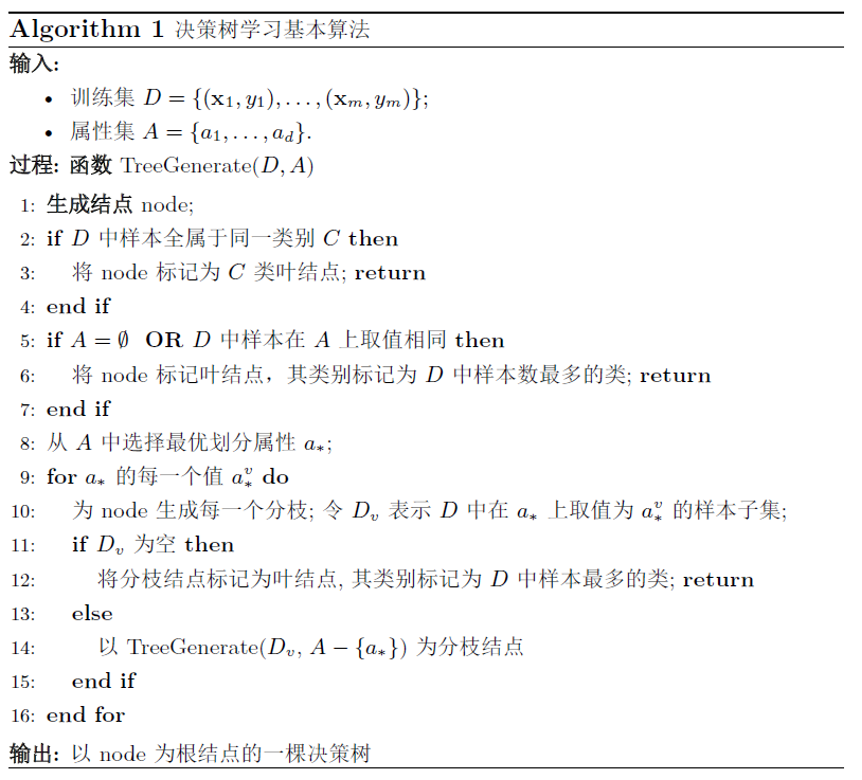 Algorithm 1 决策树学习基本算法
输入:
• 训练集 D = {(x₁, y₁), . . . , (xₘ, yₘ)};
• 属性集 A = {a₁, . . . , a_d}.
过程: 函数 TreeGenerate(D, A)
1: 生成结点 node;
2: if D 中样本全属于同一类别 C then
3: 将 node 标记为 C 类叶结点; return
4: end if
5: if A = ∅ OR D 中样本在 A 上取值相同 then
6: 将 node 标记叶结点，其类别标记为 D 中样本数最多的类; return
7: end if
8: 从 A 中选择最优划分属性 a_*;
9: for a_* 的每一个值 a_*^v do
10: 为 node 生成每一个分枝; 令 D_v 表示 D 中在 a_* 上取值为 a_*^v 的样本子集;
11: if D_v 为空 then
12: 将分枝结点标记为叶结点, 其类别标记为 D 中样本最多的类; return
13: else
14: 以 TreeGenerate(D_v, A − {a_*}) 为分枝结点
15: end if
16: end for
输出: 以 node 为根结点的一棵决策树